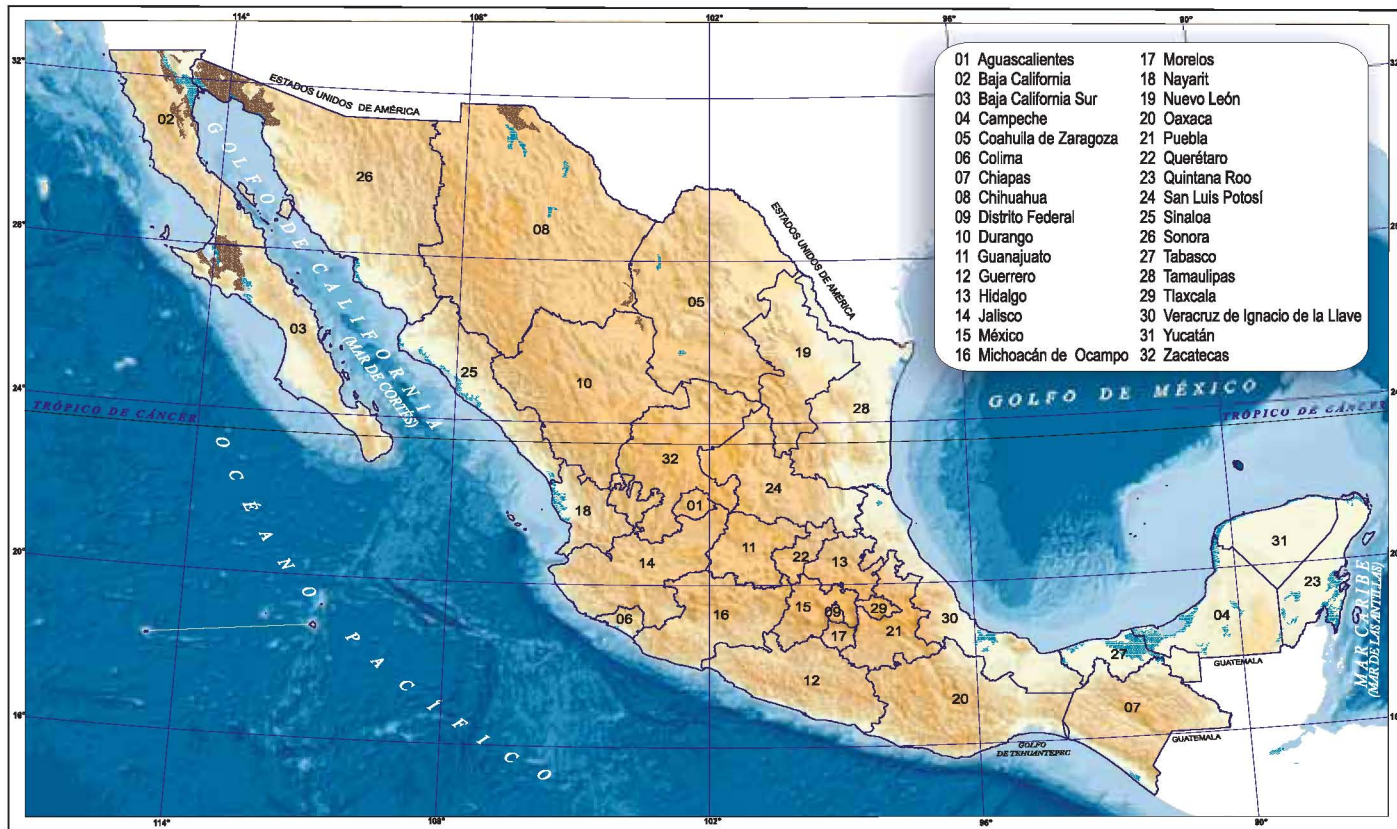 114°
108°
102°
96°
90°
32°
32
28°
28
24°
24
20°
20
16°
16
114°
108°
102°
96°
90°
01 Aguascalientes
02 Baja California
03 Baja California Sur
04 Campeche
05 Coahuila de Zaragoza
06 Colima
07 Chiapas
08 Chihuahua
09 Distrito Federal
10 Durango
11 Guanajuato
12 Guerrero
13 Hidalgo
14 Jalisco
15 México
16 Michoacán de Ocampo
17 Morelos
18 Nayarit
19 Nuevo León
20 Oaxaca
21 Puebla
22 Querétaro
23 Quintana Roo
24 San Luis Potosí
25 Sinaloa
26 Sonora
27 Tabasco
28 Tamaulipas
29 Tlaxcala
30 Veracruz de Ignacio de la Llave
31 Yucatán
32 Zacatecas
ESTADOS UNIDOS DE AMÉRICA
ESTADOS UNIDOS DE AMÉRICA
GOLFO DE CALIFORNIA
(MAR DE CORTÉS)
GOLFO DE MÉXICO
TRÓPICO DE CÁNCER
TRÓPICO DE CÁNCER
OCÉANO PACÍFICO
MAR CARIBE
(MAR DE LAS ANTILLAS)
GOLFO
DE TEHUANTEPEC
GUATEMALA
GUATEMALA
02
26
08
03
05
19
25
10
28
32
24
18
01
11
22
13
14
31
23
06
16
15
09
29
17
21
30
04
27
12
20
07